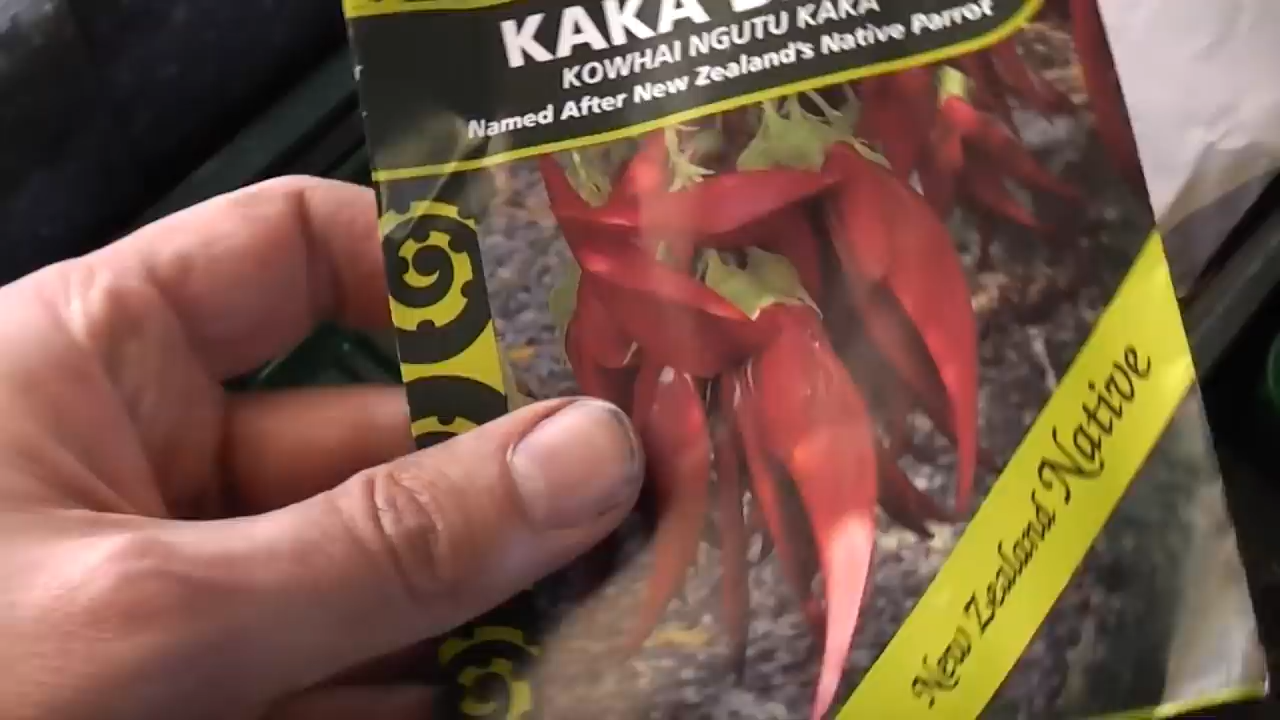 KAKA
KOWHAI NGUTU KAKA
Named After New Zealand's Native Parrot
New Zealand Native